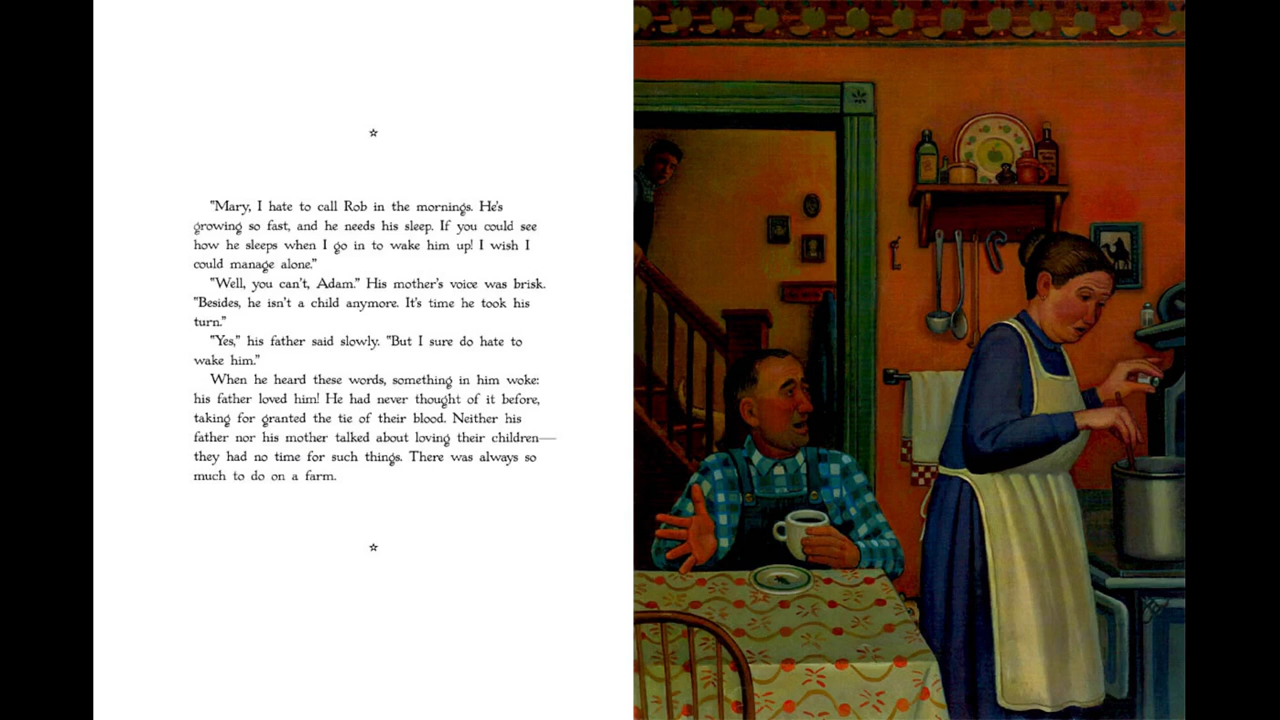 "Mary, I hate to call Rob in the mornings. He's
growing so fast, and he needs his sleep. If you could see
how he sleeps when I go in to wake him up! I wish I
could manage alone."
"Well, you can't, Adam." His mother's voice was brisk.
"Besides, he isn't a child anymore. It's time he took his
turn."
"Yes," his father said slowly. "But I sure do hate to
wake him."
When he heard these words, something in him woke:
his father loved him! He had never thought of it before,
taking for granted the tie of their blood. Neither his
father nor his mother talked about loving their children—
they had no time for such things. There was always so
much to do on a farm.